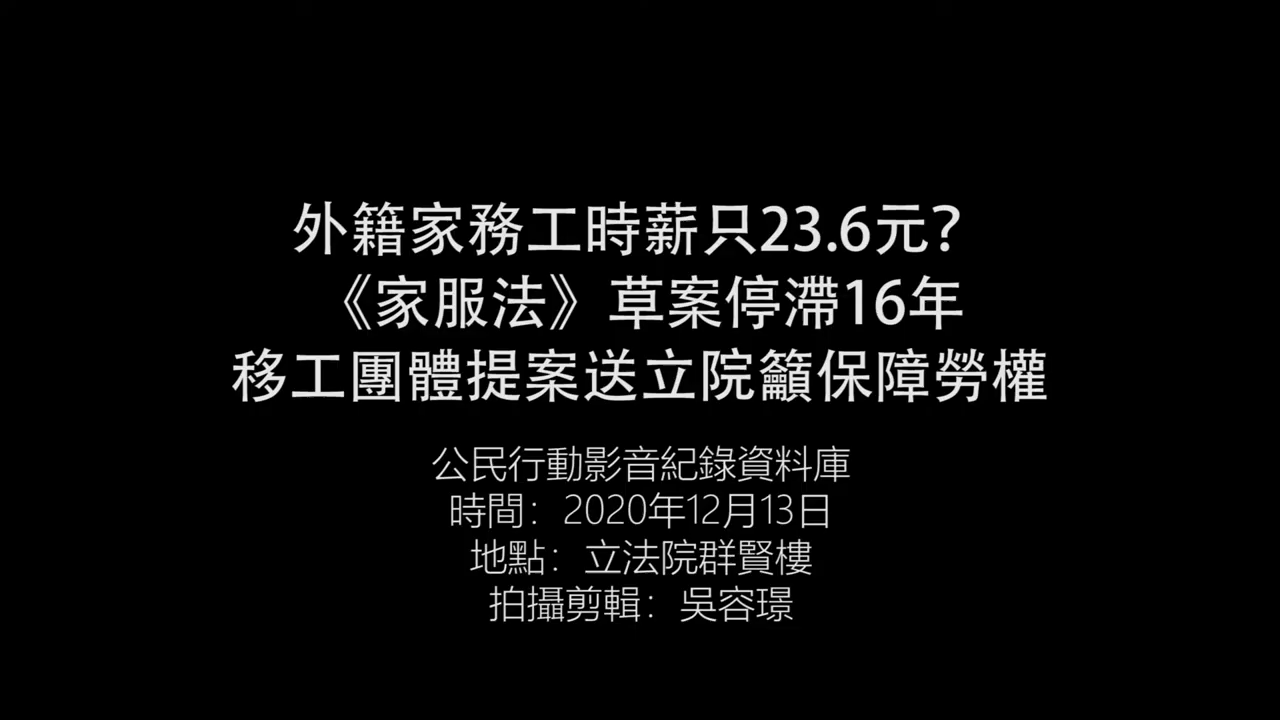 外籍家務工時薪只23.6元？
《家服法》草案停滯16年
移工團體提案送立院籲保障勞權
公民行動影音紀錄資料庫
時間：2020年12月13日
地點：立法院群賢樓
拍攝剪輯：吳容璟